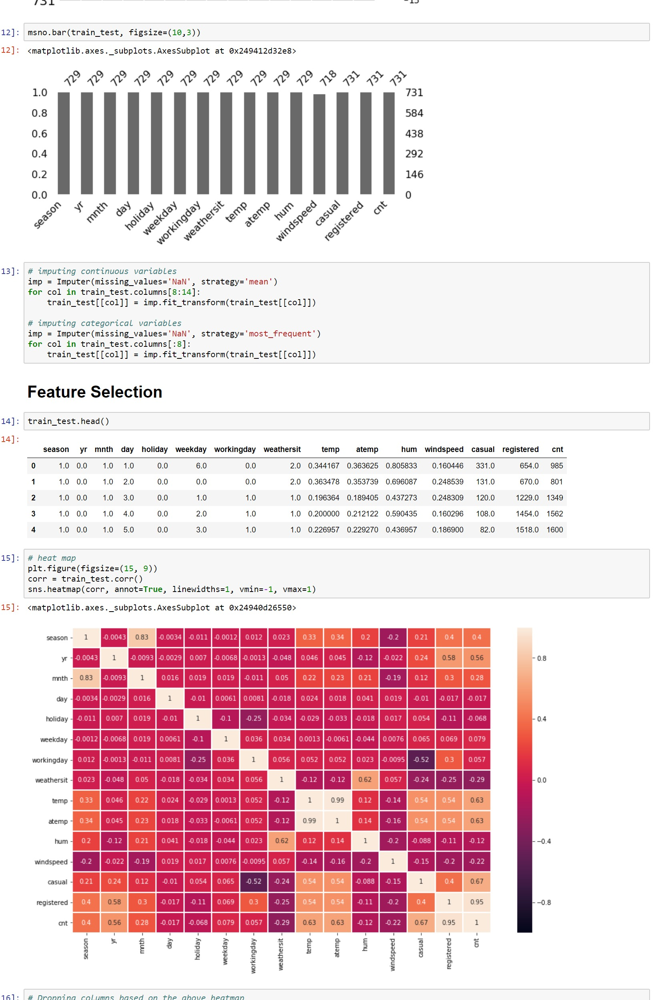 731
-15
12]: msno.bar(train_test, figsize=(10,3))
12]: <matplotlib.axes._subplots.AxesSubplot at 0x249412d32e8>
729 729 729 729 729 729 729 729 729 729 729 718 731 731 731
1.0 731
0.8 584
0.6 438
0.4 292
0.2 146
0.0 0
season yr mnth day holiday weekday workingday weathersit temp atemp hum windspeed casual registered cnt
13]: # imputing continuous variables
imp = Imputer(missing_values='NaN', strategy='mean')
for col in train_test.columns[8:14]:
    train_test[[col]] = imp.fit_transform(train_test[[col]])
# imputing categorical variables
imp = Imputer(missing_values='NaN', strategy='most_frequent')
for col in train_test.columns[:8]:
    train_test[[col]] = imp.fit_transform(train_test[[col]])
Feature Selection
14]: train_test.head()
14]:
season yr mnth day holiday weekday workingday weathersit temp atemp hum windspeed casual registered cnt
0 1.0 0.0 1.0 1.0 0.0 6.0 0.0 2.0 0.344167 0.363625 0.805833 0.160446 331.0 654.0 985
1 1.0 0.0 1.0 2.0 0.0 0.0 0.0 2.0 0.363478 0.353739 0.696087 0.248539 131.0 670.0 801
2 1.0 0.0 1.0 3.0 0.0 1.0 1.0 1.0 0.196364 0.189405 0.437273 0.248309 120.0 1229.0 1349
3 1.0 0.0 1.0 4.0 0.0 2.0 1.0 1.0 0.200000 0.212122 0.590435 0.160296 108.0 1454.0 1562
4 1.0 0.0 1.0 5.0 0.0 3.0 1.0 1.0 0.226957 0.229270 0.436957 0.186900 82.0 1518.0 1600
15]: # heat map
plt.figure(figsize=(15, 9))
corr = train_test.corr()
sns.heatmap(corr, annot=True, linewidths=1, vmin=-1, vmax=1)
15]: <matplotlib.axes._subplots.AxesSubplot at 0x24940d26550>
season 1 -0.0043 0.83 -0.0034 -0.011 -0.0012 0.012 0.023 0.33 0.34 0.2 -0.2 0.21 0.4 0.4
yr -0.0043 1 -0.0093 -0.0029 0.007 -0.0068 -0.0013 -0.048 0.046 0.045 -0.12 -0.022 0.24 0.58 0.56
0.8
mnth 0.83 -0.0093 1 0.016 0.019 0.019 -0.011 0.05 0.22 0.23 0.21 -0.19 0.12 0.3 0.28
day -0.0034 -0.0029 0.016 1 -0.01 0.0061 0.0081 -0.018 0.024 0.018 0.041 0.019 -0.01 -0.017 -0.017
holiday -0.011 0.007 0.019 -0.01 1 -0.1 -0.25 -0.034 -0.029 -0.033 -0.018 0.017 0.054 -0.11 -0.068
0.4
weekday -0.0012 -0.0068 0.019 0.0061 -0.1 1 0.036 0.034 0.0013 -0.0061 -0.044 0.0076 0.065 0.069 0.079
workingday 0.012 -0.0013 -0.011 0.0081 -0.25 0.036 1 0.056 0.052 0.052 0.023 -0.0095 -0.52 0.3 0.057
weathersit 0.023 -0.048 0.05 -0.018 -0.034 0.034 0.056 1 -0.12 -0.12 0.62 0.057 -0.24 -0.25 -0.29
0.0
temp 0.33 0.046 0.22 0.024 -0.029 0.0013 0.052 -0.12 1 0.99 0.12 -0.14 0.54 0.54 0.63
atemp 0.34 0.045 0.23 0.018 -0.033 -0.0061 0.052 -0.12 0.99 1 0.14 -0.16 0.54 0.54 0.63
hum 0.2 -0.12 0.21 0.041 -0.018 -0.044 0.023 0.62 0.12 0.14 1 -0.2 -0.088 -0.11 -0.12
−0.4
windspeed -0.2 -0.022 -0.19 0.019 0.017 0.0076 -0.0095 0.057 -0.14 -0.16 -0.2 1 -0.15 -0.2 -0.22
casual 0.21 0.24 0.12 -0.01 0.054 0.065 -0.52 -0.24 0.54 0.54 -0.088 -0.15 1 0.4 0.67
registered 0.4 0.58 0.3 -0.017 -0.11 0.069 0.3 -0.25 0.54 0.54 -0.11 -0.2 0.4 1 0.95
−0.8
cnt 0.4 0.56 0.28 -0.017 -0.068 0.079 0.057 -0.29 0.63 0.63 -0.12 -0.22 0.67 0.95 1
season yr mnth day holiday weekday workingday weathersit temp atemp hum windspeed casual registered cnt
16]: # Dropping columns based on the above heatmap